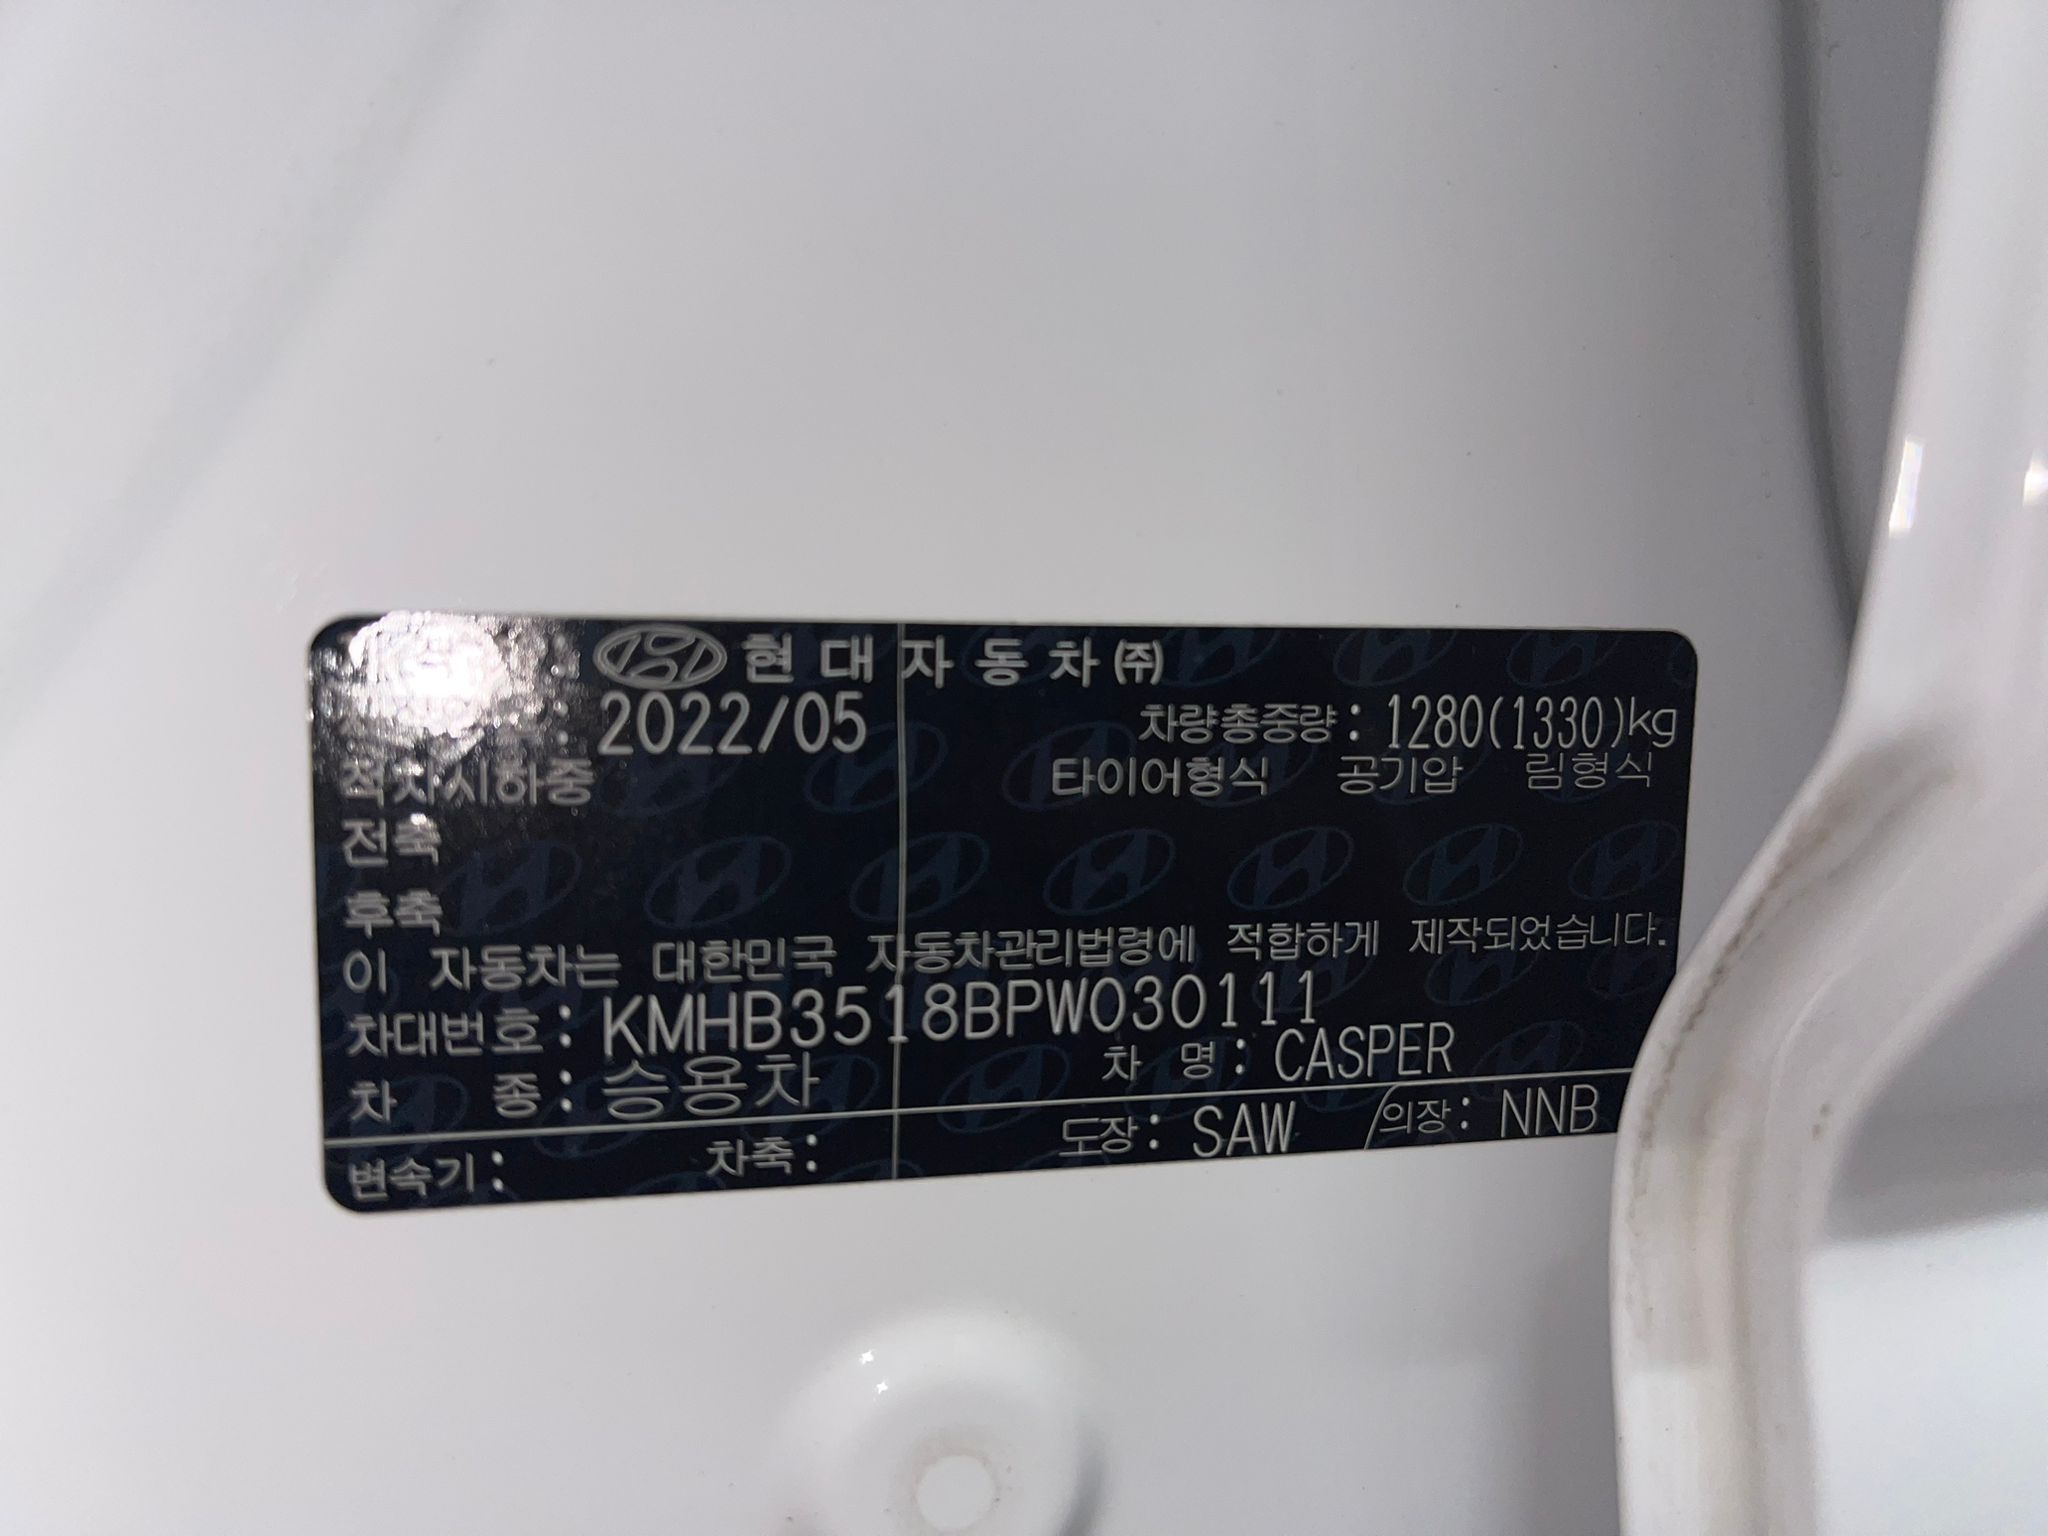 현대자동차㈜
: 2022/05 차량총중량: 1280(1330)kg
적차시하중 타이어형식 공기압 림형식
전축
후축
이 자동차는 대한민국 자동차관리법령에 적합하게 제작되었습니다.
차대번호: KMHB3518BPW030111
차 종: 승용차 차 명: CASPER
변속기: 차축: 도장: SAW /의장: NNB